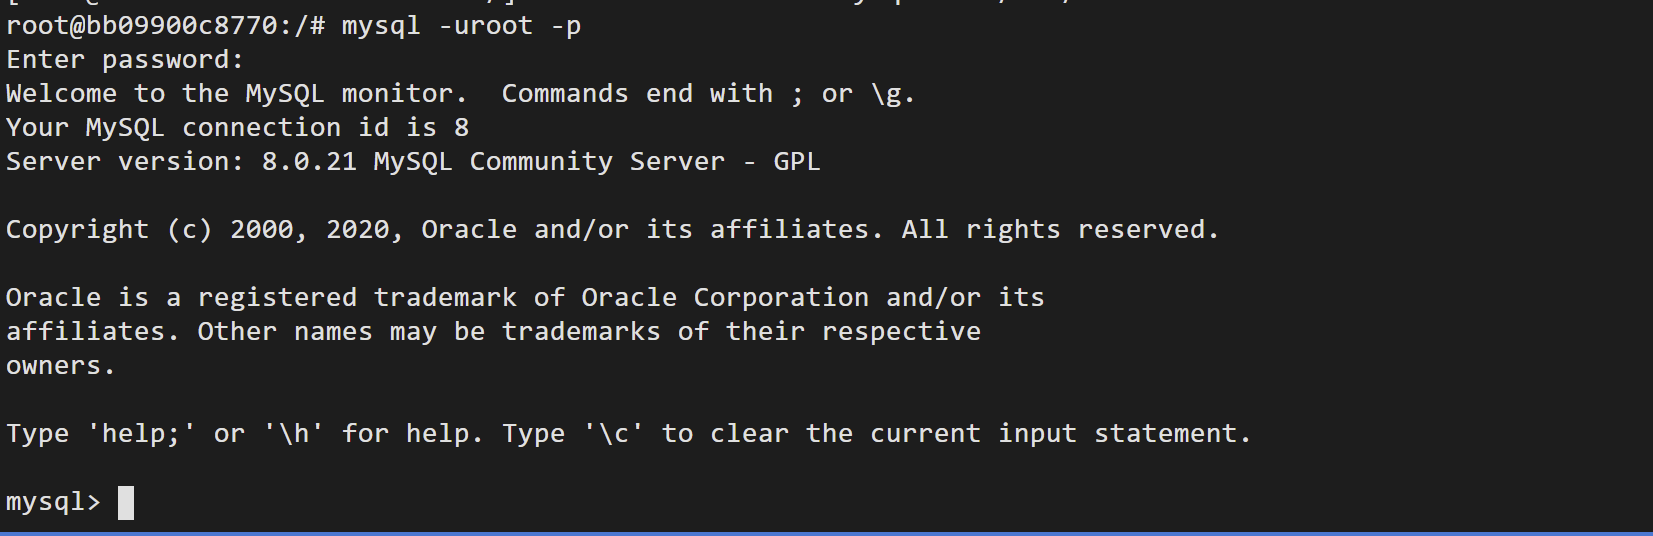 root@bb09900c8770:/# mysql -uroot -p
Enter password:
Welcome to the MySQL monitor.  Commands end with ; or \g.
Your MySQL connection id is 8
Server version: 8.0.21 MySQL Community Server - GPL
Copyright (c) 2000, 2020, Oracle and/or its affiliates. All rights reserved.
Oracle is a registered trademark of Oracle Corporation and/or its
affiliates. Other names may be trademarks of their respective
owners.
Type 'help;' or '\h' for help. Type '\c' to clear the current input statement.
mysql>